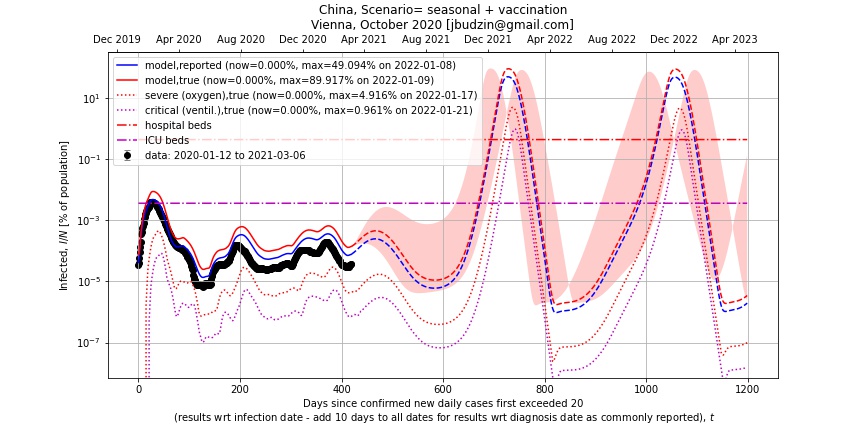 China, Scenario= seasonal + vaccination
Vienna, October 2020 [jbudzin@gmail.com]
Dec 2019 Apr 2020 Aug 2020 Dec 2020 Apr 2021 Aug 2021 Dec 2021 Apr 2022 Aug 2022 Dec 2022 Apr 2023
model,reported (now=0.000%, max=49.094% on 2022-01-08)
model,true (now=0.000%, max=89.917% on 2022-01-09)
severe (oxygen),true (now=0.000%, max=4.916% on 2022-01-17)
critical (ventil.),true (now=0.000%, max=0.961% on 2022-01-21)
hospital beds
ICU beds
data: 2020-01-12 to 2021-03-06
Infected, I/N [% of population]
10¹
10⁻¹
10⁻³
10⁻⁵
10⁻⁷
0 200 400 600 800 1000 1200
Days since confirmed new daily cases first exceeded 20
(results wrt infection date - add 10 days to all dates for results wrt diagnosis date as commonly reported), t